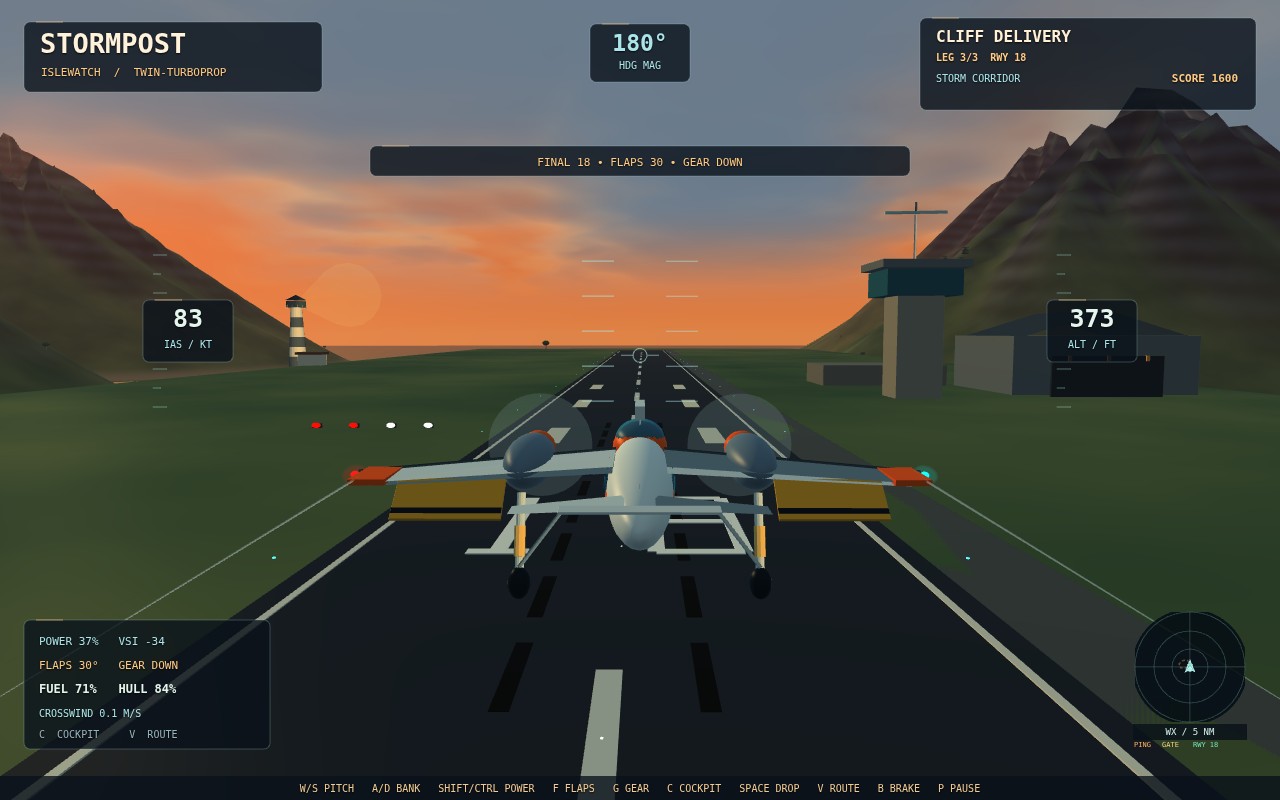 STORMPOST
ISLEWATCH / TWIN-TURBOPROP
180°
HDG MAG
CLIFF DELIVERY
LEG 3/3 RWY 18
STORM CORRIDOR SCORE 1600
FINAL 18 • FLAPS 30 • GEAR DOWN
83
IAS / KT
373
ALT / FT
POWER 37% VSI -34
FLAPS 30° GEAR DOWN
FUEL 71% HULL 84%
CROSSWIND 0.1 M/S
C COCKPIT V ROUTE
WX / 5 NM
PING GATE RWY 18
W/S PITCH A/D BANK SHIFT/CTRL POWER F FLAPS G GEAR C COCKPIT SPACE DROP V ROUTE B BRAKE P PAUSE